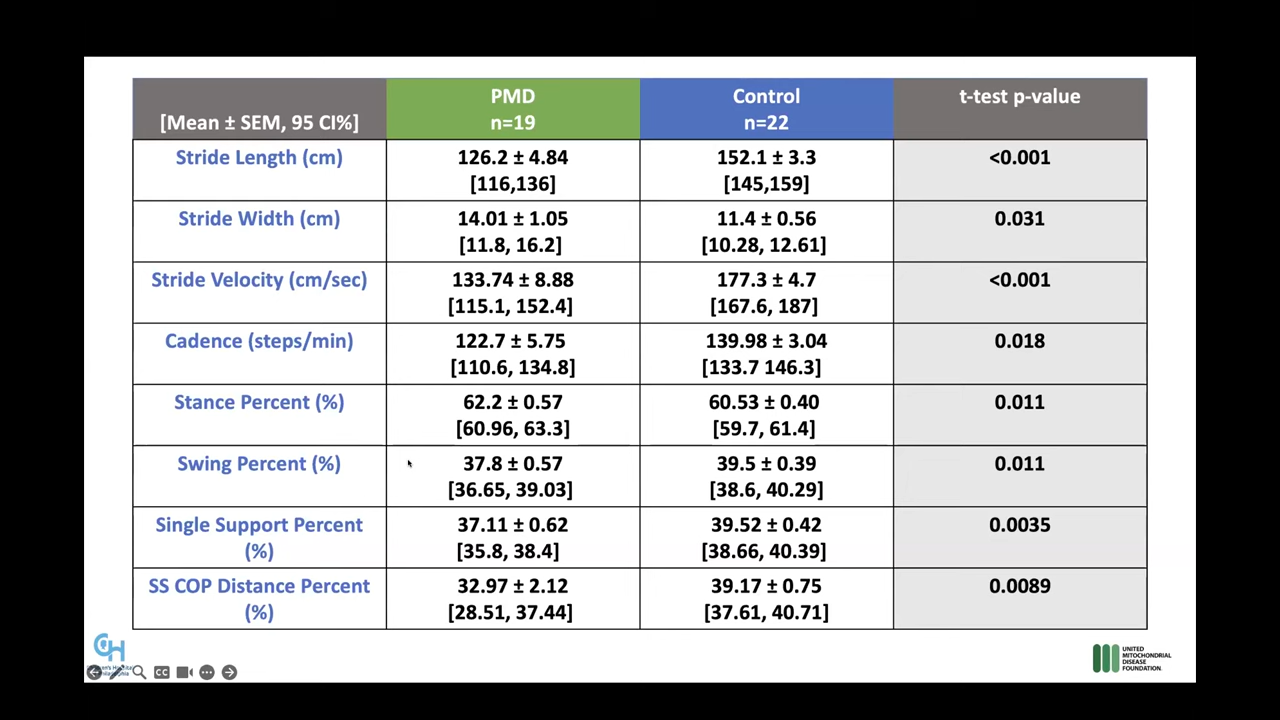 [Mean ± SEM, 95 CI%]
PMD
n=19
Control
n=22
t-test p-value
Stride Length (cm)
126.2 ± 4.84
[116,136]
152.1 ± 3.3
[145,159]
<0.001
Stride Width (cm)
14.01 ± 1.05
[11.8, 16.2]
11.4 ± 0.56
[10.28, 12.61]
0.031
Stride Velocity (cm/sec)
133.74 ± 8.88
[115.1, 152.4]
177.3 ± 4.7
[167.6, 187]
<0.001
Cadence (steps/min)
122.7 ± 5.75
[110.6, 134.8]
139.98 ± 3.04
[133.7 146.3]
0.018
Stance Percent (%)
62.2 ± 0.57
[60.96, 63.3]
60.53 ± 0.40
[59.7, 61.4]
0.011
Swing Percent (%)
37.8 ± 0.57
[36.65, 39.03]
39.5 ± 0.39
[38.6, 40.29]
0.011
Single Support Percent
(%)
37.11 ± 0.62
[35.8, 38.4]
39.52 ± 0.42
[38.66, 40.39]
0.0035
SS COP Distance Percent
(%)
32.97 ± 2.12
[28.51, 37.44]
39.17 ± 0.75
[37.61, 40.71]
0.0089
CC
UNITED
MITOCHONDRIAL
DISEASE
FOUNDATION